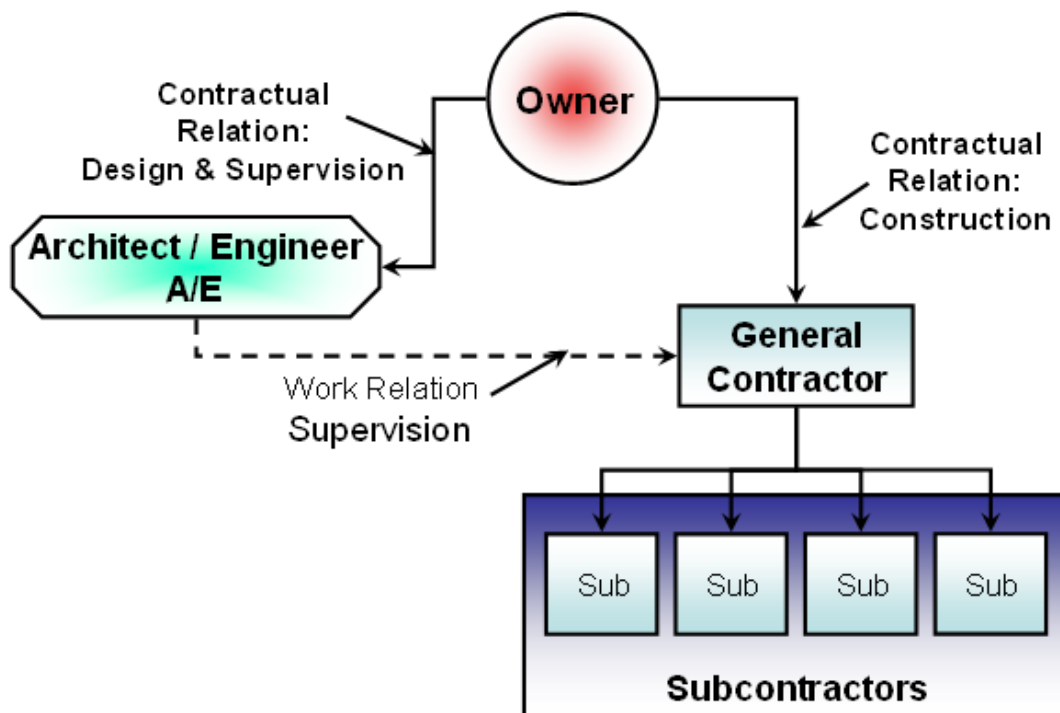 Owner
Contractual
Relation:
Design & Supervision
Contractual
Relation:
Construction
Architect / Engineer
A/E
General
Contractor
Work Relation
Supervision
Sub
Sub
Sub
Sub
Subcontractors